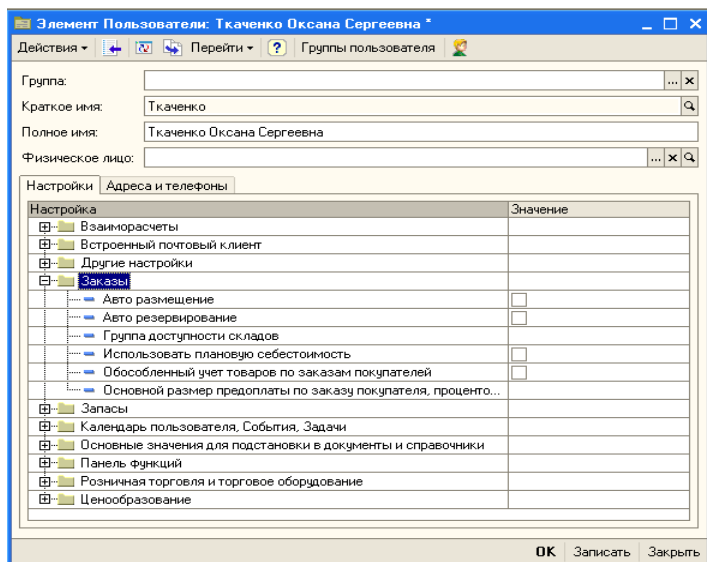 Элемент Пользователи: Ткаченко Оксана Сергеевна *
Действия Перейти ? Группы пользователя
Группа: ... x
Краткое имя: Ткаченко
Полное имя: Ткаченко Оксана Сергеевна
Физическое лицо: ... x
Настройки Адреса и телефоны
Настройка Значение
Взаиморасчеты
Встроенный почтовый клиент
Другие настройки
Заказы
Авто размещение
Авто резервирование
Группа доступности складов
Использовать плановую себестоимость
Обособленный учет товаров по заказам покупателей
Основной размер предоплаты по заказу покупателя, проценто...
Запасы
Календарь пользователя, События, Задачи
Основные значения для подстановки в документы и справочники
Панель функций
Розничная торговля и торговое оборудование
Ценообразование
OK Записать Закрыть